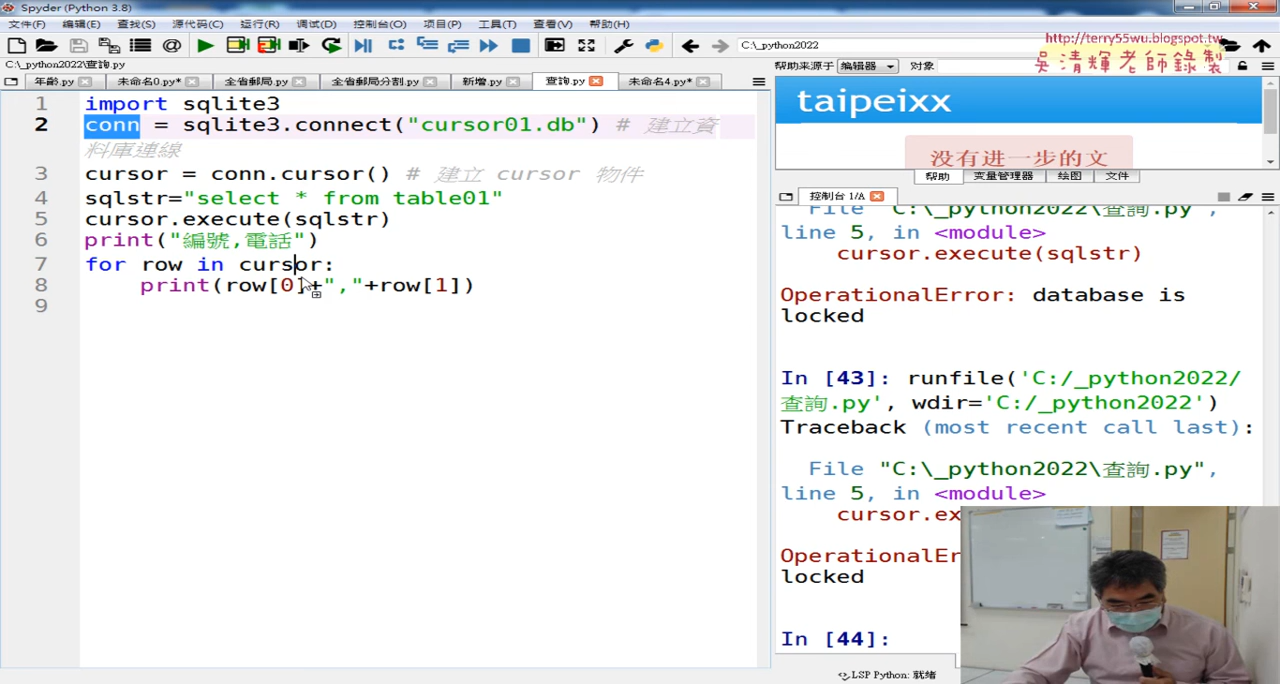 Spyder (Python 3.8)
文件(F) 编辑(E) 查找(S) 源代码(C) 运行(R) 调试(D) 控制台(O) 项目(P) 工具(T) 查看(V) 帮助(H)
C:\_python2022
http://terry55wu.blogspot.tw
吳清輝老師錄製
C:\_python2022\查詢.py
年齡.py 未命名0.py* 全省郵局.py 全省郵局分割.py 新增.py 查詢.py 未命名4.py*
帮助来源于 编辑器 对象
1 import sqlite3
2 conn = sqlite3.connect("cursor01.db") # 建立資
料庫連線
3 cursor = conn.cursor() # 建立 cursor 物件
4 sqlstr="select * from table01"
5 cursor.execute(sqlstr)
6 print("編號,電話")
7 for row in cursor:
8 print(row[0]+","+row[1])
9
taipeixx
没有进一步的文
帮助 变量管理器 绘图 文件
控制台 1/A
File "C:\_python2022\查詢.py",
line 5, in <module>
cursor.execute(sqlstr)
OperationalError: database is
locked
In [43]: runfile('C:/_python2022/
查詢.py', wdir='C:/_python2022')
Traceback (most recent call last):
File "C:\_python2022\查詢.py",
line 5, in <module>
cursor.ex
OperationalEr
locked
In [44]:
LSP Python: 就绪